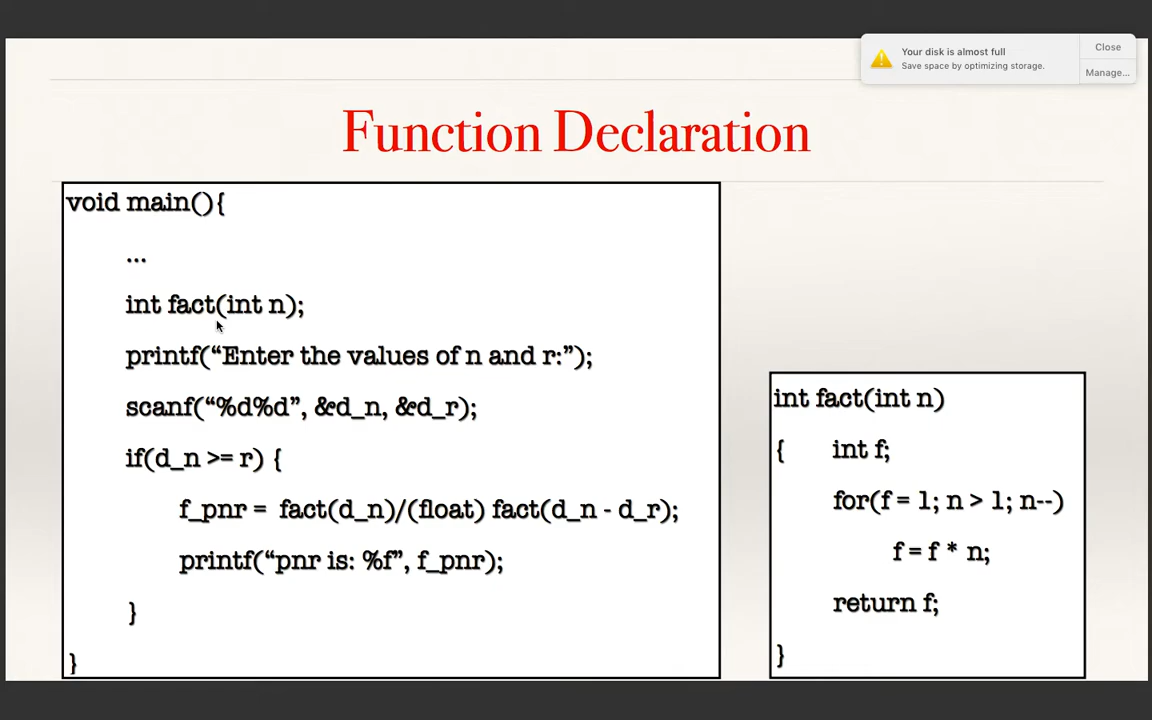 Your disk is almost full
Save space by optimizing storage.
Close
Manage...
Function Declaration
void main(){
...
int fact(int n);
printf(“Enter the values of n and r:”);
scanf(“%d%d”, &d_n, &d_r);
if(d_n >= r) {
f_pnr = fact(d_n)/(float) fact(d_n - d_r);
printf(“pnr is: %f”, f_pnr);
}
}
int fact(int n)
{ int f;
for(f = 1; n > 1; n--)
f = f * n;
return f;
}